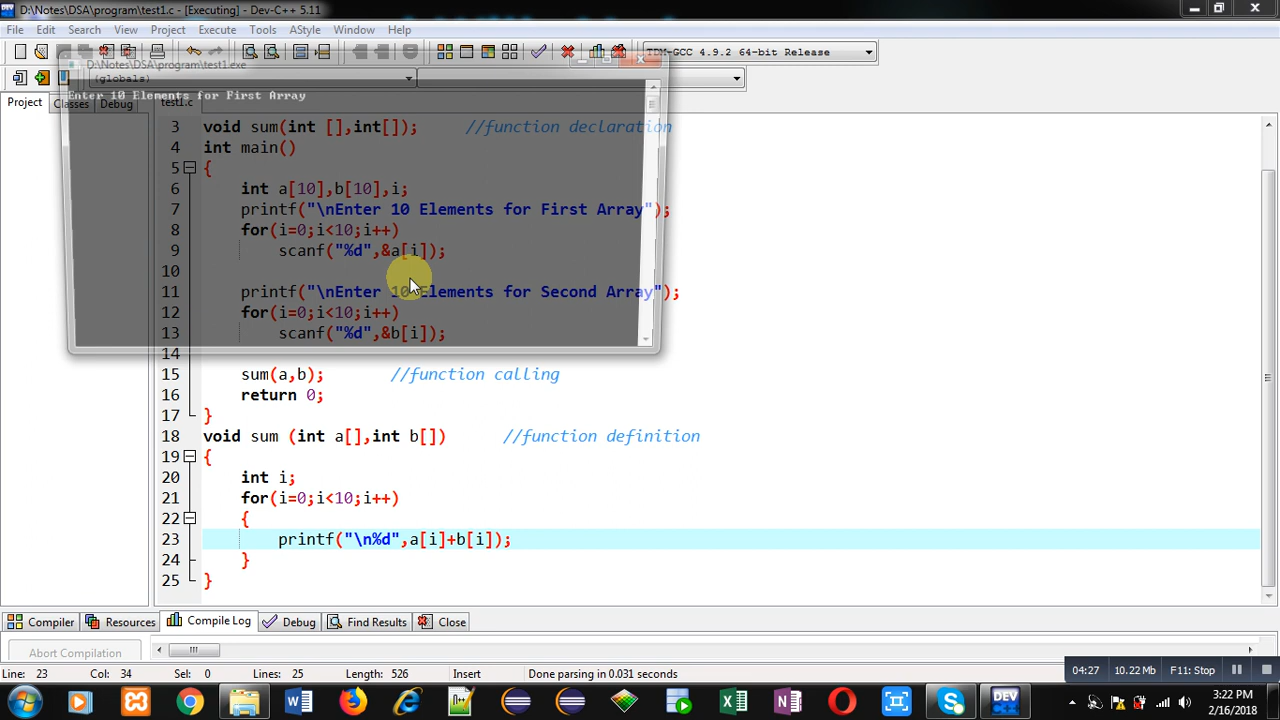 D:\Notes\DSA\program\test1.c - [Executing] - Dev-C++ 5.11
File Edit Search View Project Execute Tools AStyle Window Help
TDM-GCC 4.9.2 64-bit Release
D:\Notes\DSA\program\test1.exe
(globals)
Project Classes Debug test1.c
Enter 10 Elements for First Array
3 void sum(int [],int[]); //function declaration
4 int main()
5 {
6 int a[10],b[10],i;
7 printf("\nEnter 10 Elements for First Array");
8 for(i=0;i<10;i++)
9 scanf("%d",&a[i]);
10
11 printf("\nEnter 10 Elements for Second Array");
12 for(i=0;i<10;i++)
13 scanf("%d",&b[i]);
14
15 sum(a,b); //function calling
16 return 0;
17 }
18 void sum (int a[],int b[]) //function definition
19 {
20 int i;
21 for(i=0;i<10;i++)
22 {
23 printf("\n%d",a[i]+b[i]);
24 }
25 }
Compiler Resources Compile Log Debug Find Results Close
Abort Compilation
Line: 23 Col: 34 Sel: 0 Lines: 25 Length: 526 Insert Done parsing in 0.031 seconds
04:27 10.22 Mb F11: Stop
3:22 PM
2/16/2018